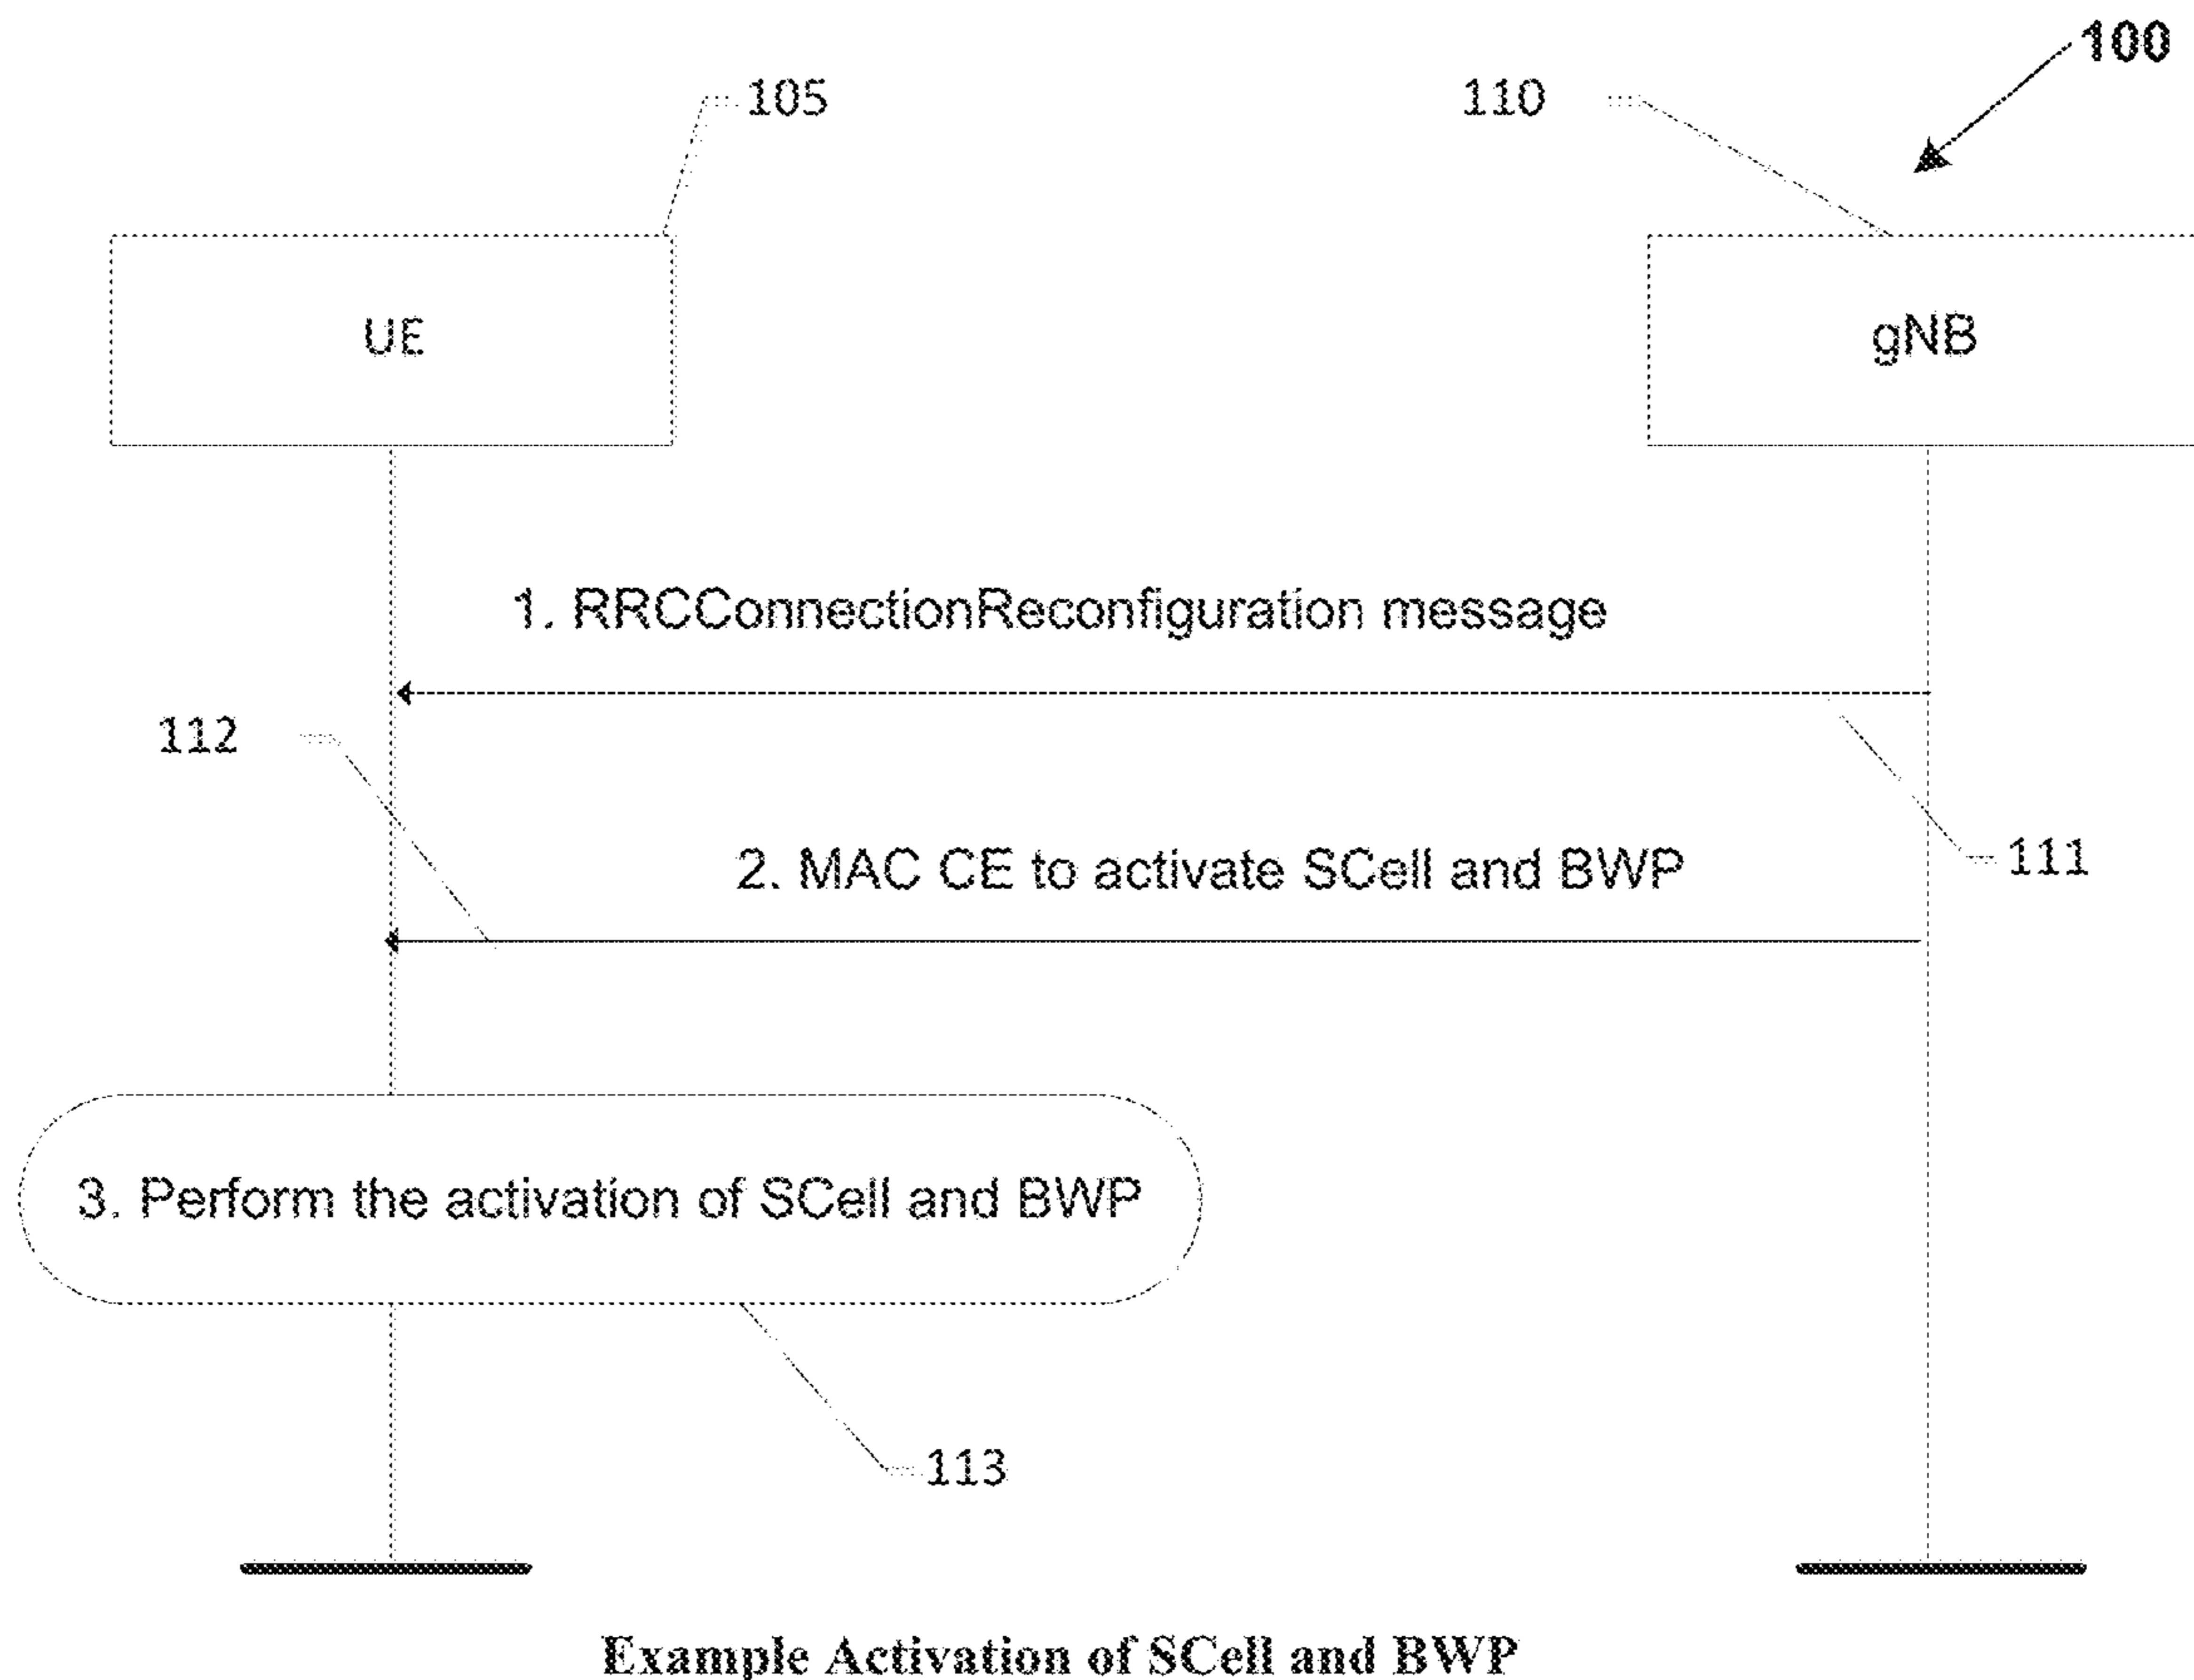 100
105
110
UE
gNB
1. RRCConnectionReconfiguration message
112
2. MAC CE to activate SCell and BWP
111
3. Perform the activation of SCell and BWP
113
Example Activation of SCell and BWP